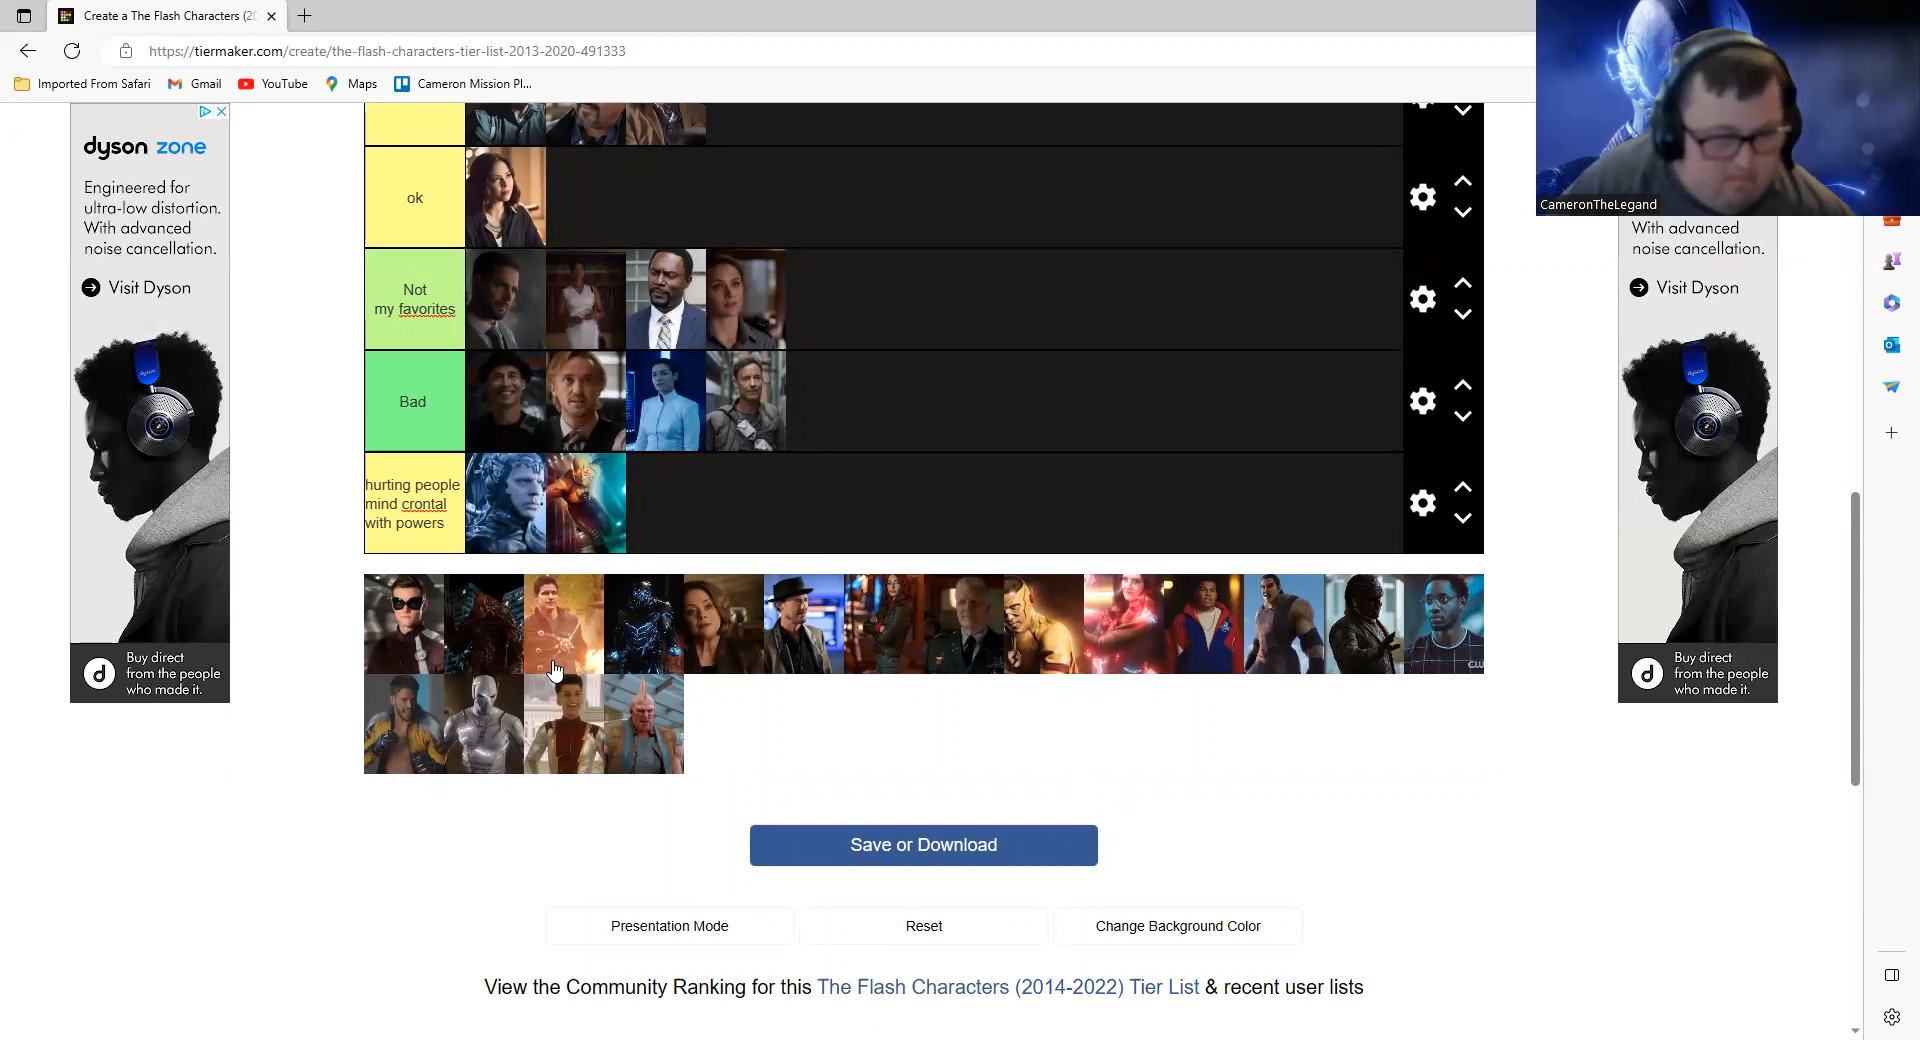 Create a The Flash Characters (20
https://tiermaker.com/create/the-flash-characters-tier-list-2013-2020-491333
Imported From Safari
Gmail
YouTube
Maps
Cameron Mission Pl...
CameronTheLegand
dyson zone
Engineered for
ultra-low distortion.
With advanced
noise cancellation.
Visit Dyson
Buy direct
from the people
who made it.
ok
Not
my favorites
Bad
hurting people
mind crontal
with powers
CW
With advanced
noise cancellation.
Visit Dyson
Buy direct
from the people
who made it.
Save or Download
Presentation Mode
Reset
Change Background Color
View the Community Ranking for this The Flash Characters (2014-2022) Tier List & recent user lists